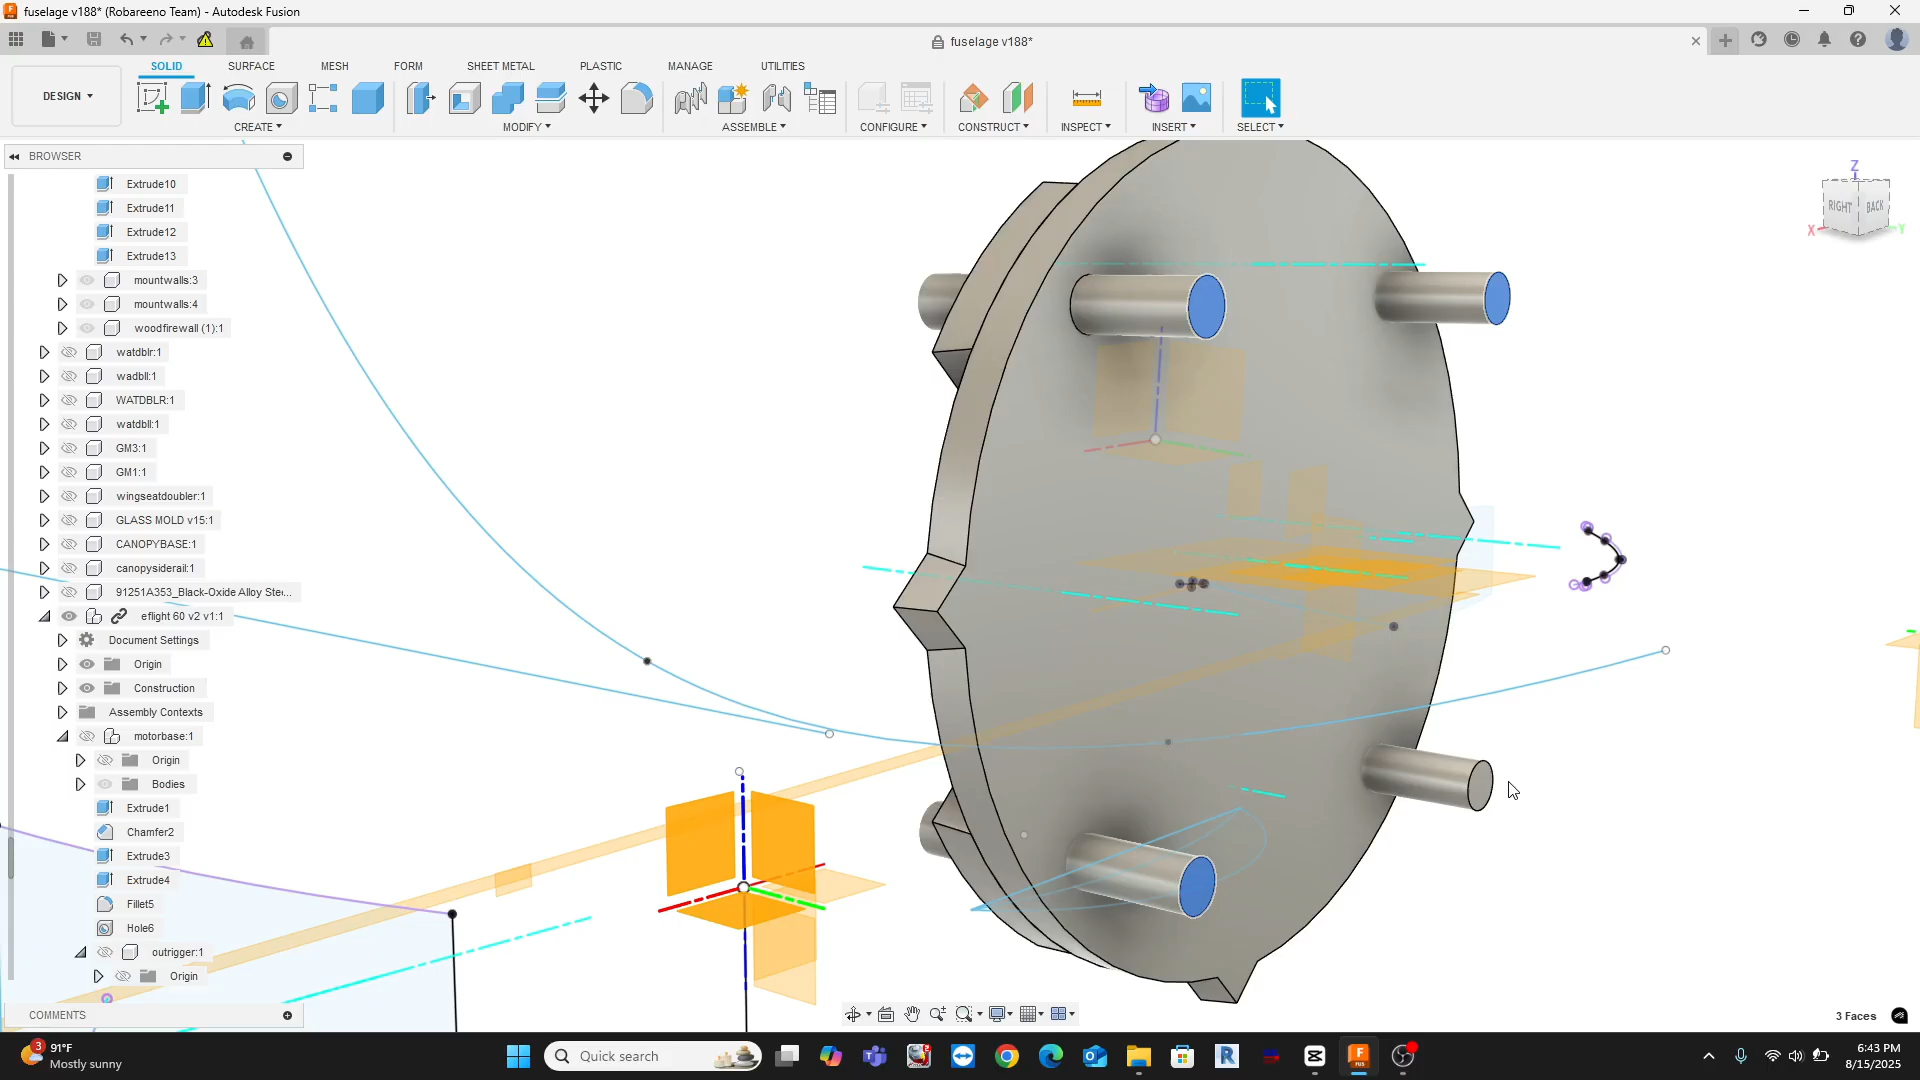 fuselage v188* (Robareeno Team) - Autodesk Fusion
fuselage v188*
DESIGN
SOLID
SURFACE
MESH
FORM
SHEET METAL
PLASTIC
MANAGE
UTILITIES
CREATE
MODIFY
ASSEMBLE
CONFIGURE
CONSTRUCT
INSPECT
INSERT
SELECT
BROWSER
Extrude10
Extrude11
Extrude12
Extrude13
mountwalls:3
mountwalls:4
woodfirewall (1):1
watdblr:1
wadbll:1
WATDBLR:1
watdbll:1
GM3:1
GM1:1
wingseatdoubler:1
GLASS MOLD v15:1
CANOPYBASE:1
canopysiderail:1
91251A353_Black-Oxide Alloy Ste...
eflight 60 v2 v1:1
Document Settings
Origin
Construction
Assembly Contexts
motorbase:1
Origin
Bodies
Extrude1
Chamfer2
Extrude3
Extrude4
Fillet5
Hole6
outrigger:1
Origin
COMMENTS
Z
RIGHT
BACK
X
Y
3 Faces
3
91°F
Mostly sunny
Quick search
6:43 PM
8/15/2025